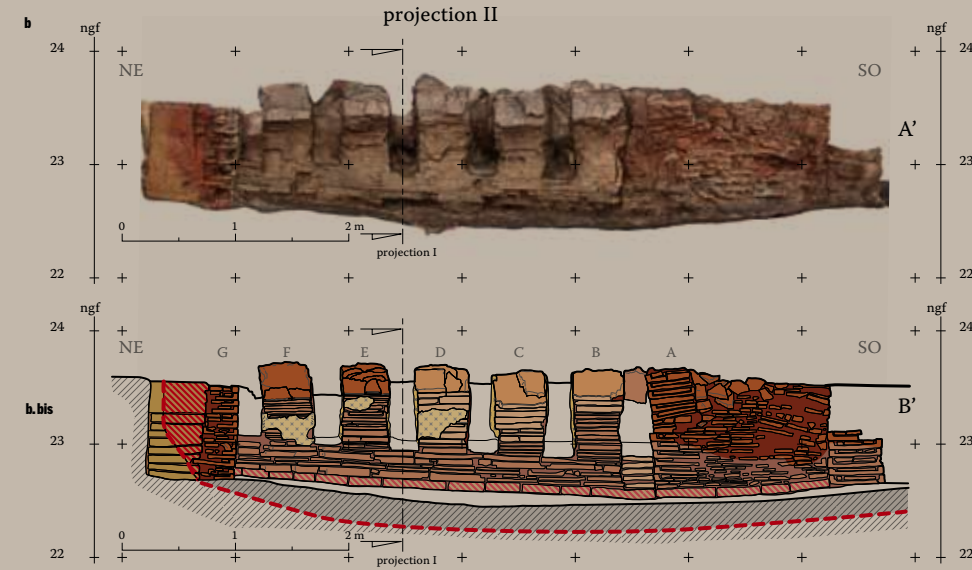 projection II
b
ngf ngf
24 24
NE SO
A’
23 23
0 1 2 m
projection I
22 22
ngf ngf
24 24
NE G F E D C B A SO
b.bis B’
23 23
0 1 2 m
22 22
projection I